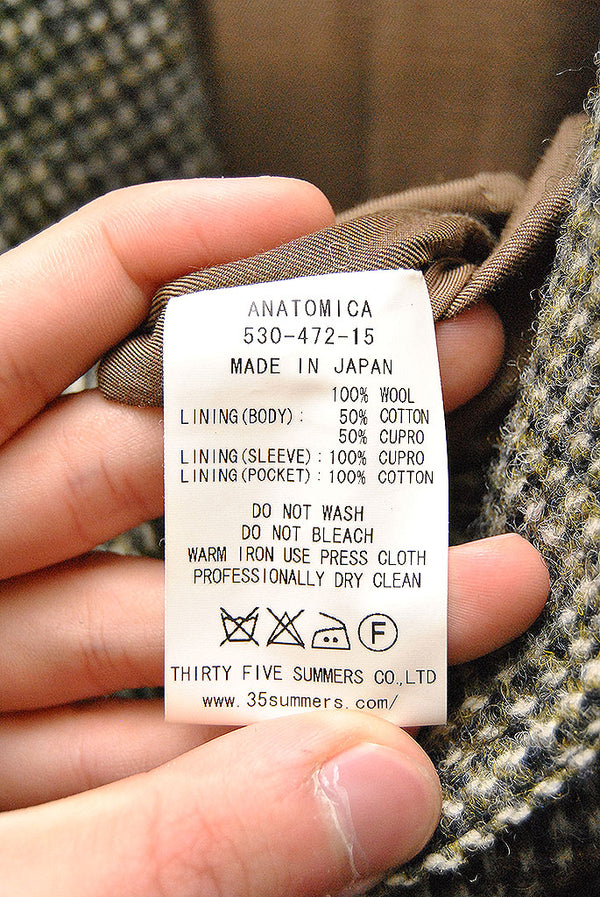 ANATOMICA
530-472-15
MADE IN JAPAN
100% WOOL
LINING(BODY): 50% COTTON
50% CUPRO
LINING(SLEEVE): 100% CUPRO
LINING(POCKET): 100% COTTON
DO NOT WASH
DO NOT BLEACH
WARM IRON USE PRESS CLOTH
PROFESSIONALLY DRY CLEAN
F
THIRTY FIVE SUMMERS CO.,LTD
www.35summers.com/